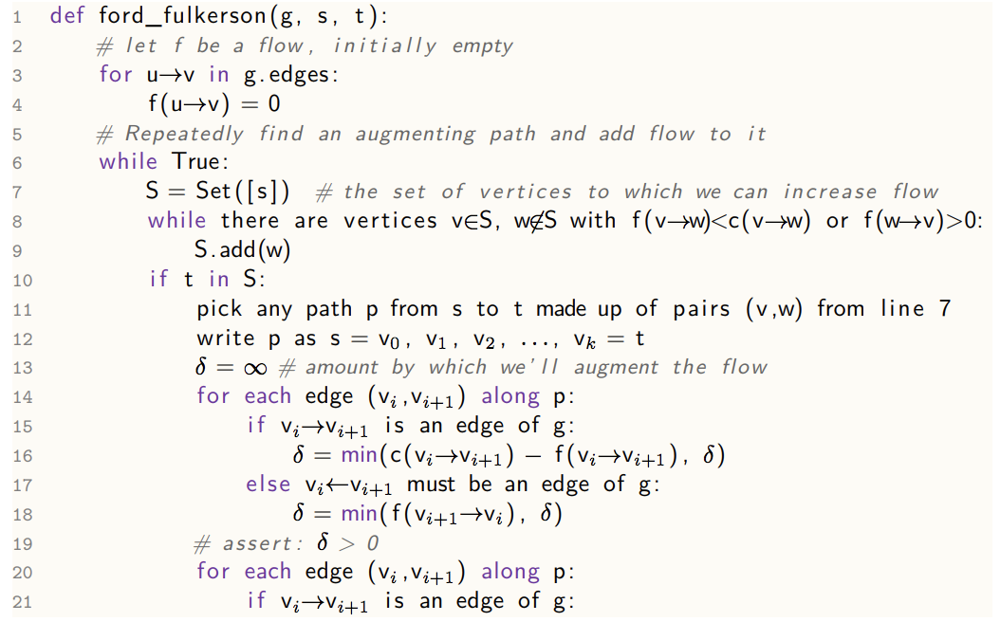 1 def ford_fulkerson(g, s, t):
2 # let f be a flow, initially empty
3 for u→v in g.edges:
4 f(u→v) = 0
5 # Repeatedly find an augmenting path and add flow to it
6 while True:
7 S = Set([s]) # the set of vertices to which we can increase flow
8 while there are vertices v∈S, w∉S with f(v→w)<c(v→w) or f(w→v)>0:
9 S.add(w)
10 if t in S:
11 pick any path p from s to t made up of pairs (v,w) from line 7
12 write p as s = v₀, v₁, v₂, ..., vₖ = t
13 δ = ∞ # amount by which we'll augment the flow
14 for each edge (vᵢ,vᵢ₊₁) along p:
15 if vᵢ→vᵢ₊₁ is an edge of g:
16 δ = min(c(vᵢ→vᵢ₊₁) − f(vᵢ→vᵢ₊₁), δ)
17 else vᵢ←vᵢ₊₁ must be an edge of g:
18 δ = min(f(vᵢ₊₁→vᵢ), δ)
19 # assert: δ > 0
20 for each edge (vᵢ,vᵢ₊₁) along p:
21 if vᵢ→vᵢ₊₁ is an edge of g: